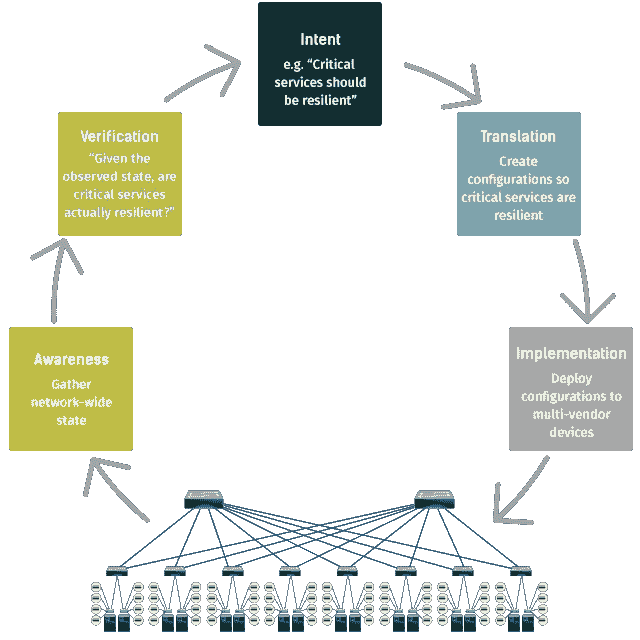 Intent
e.g. “Critical
services should
be resilient”
Verification
“Given the
observed state, are
critical services
actually resilient?”
Translation
Create
configurations so
critical services are
resilient
Awareness
Gather
network-wide
state
Implementation
Deploy
configurations to
multi-vendor
devices